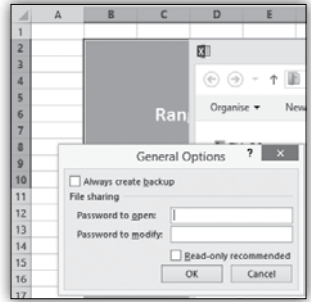 A B C D E
1
2
3
4
Organise New
5
6
Rang
7
8
General Options ? ×
9
10
Always create backup
11
File sharing
12
Password to open:
13
Password to modify:
14
15
Read-only recommended
16
OK Cancel
17